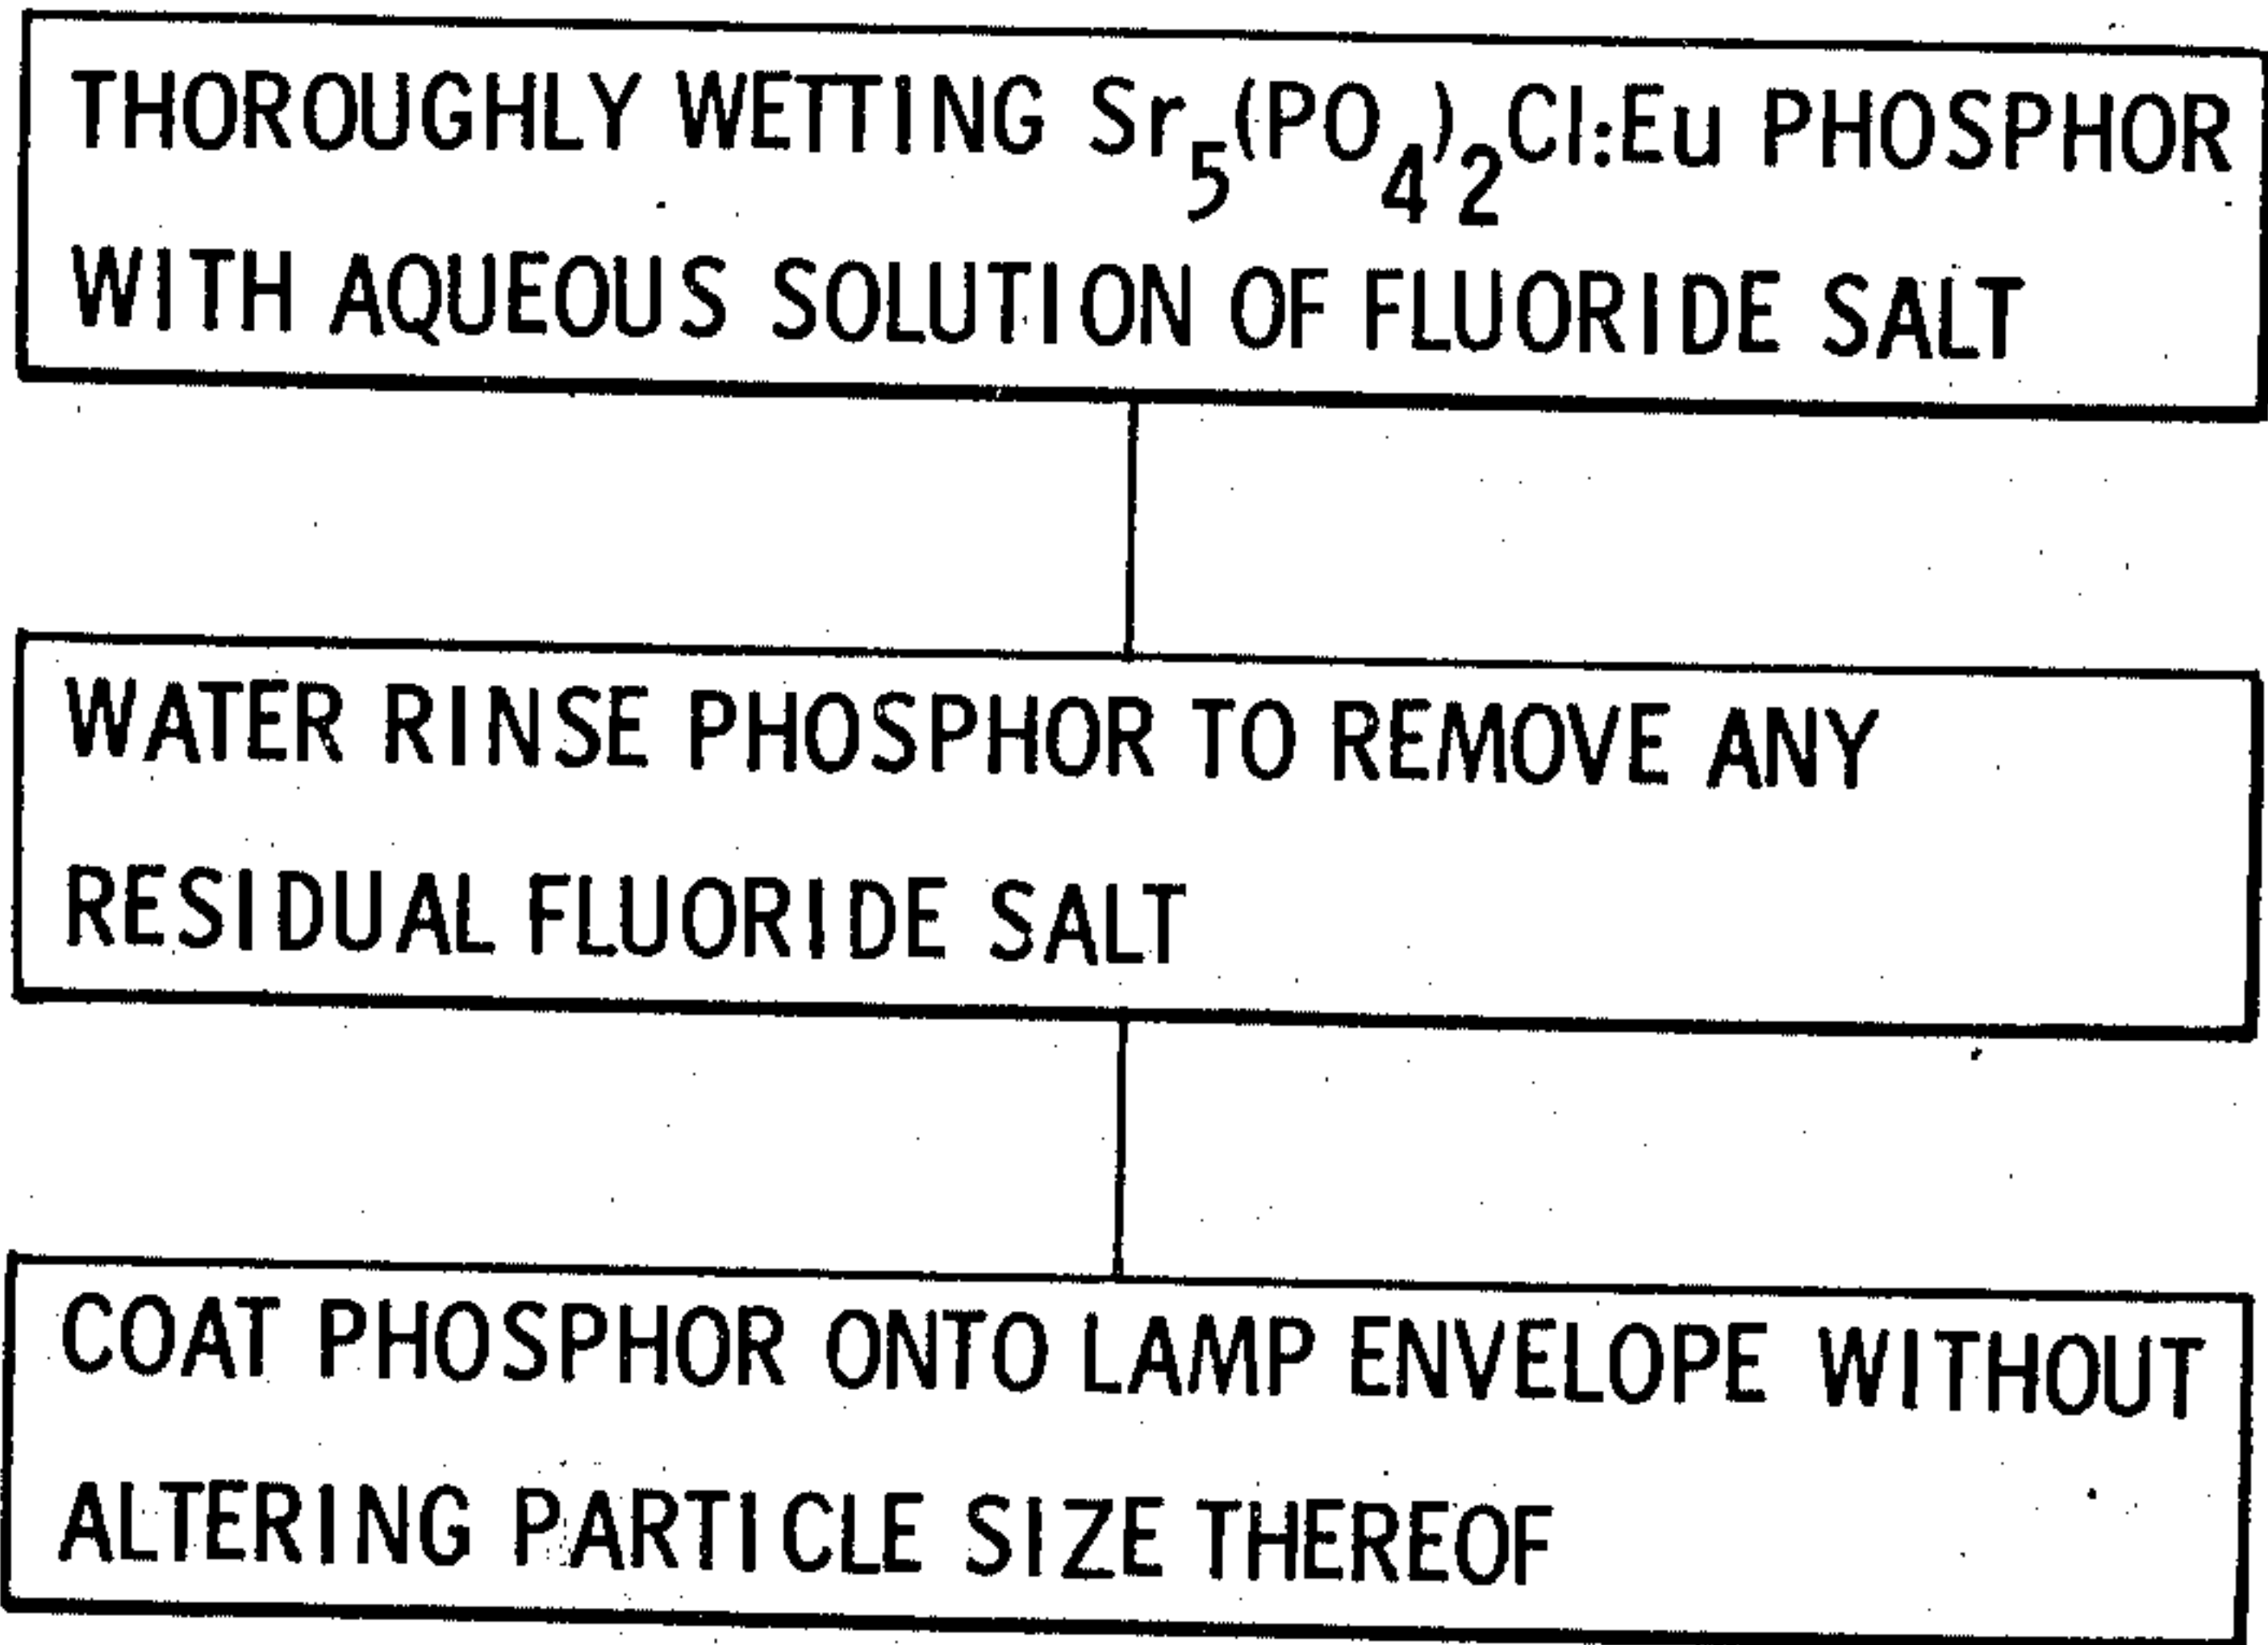 THOROUGHLY WETTING Sr₅(PO₄)₂Cl:Eu PHOSPHOR
WITH AQUEOUS SOLUTION OF FLUORIDE SALT
WATER RINSE PHOSPHOR TO REMOVE ANY
RESIDUAL FLUORIDE SALT
COAT PHOSPHOR ONTO LAMP ENVELOPE WITHOUT
ALTERING PARTICLE SIZE THEREOF